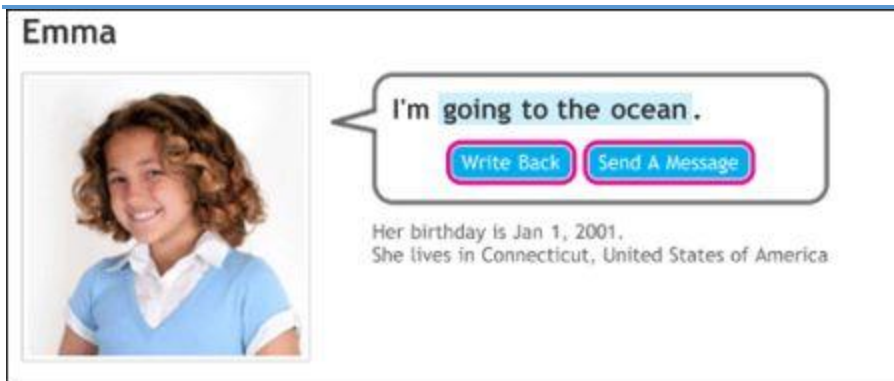 Emma
I'm going to the ocean.
Write Back Send A Message
Her birthday is Jan 1, 2001.
She lives in Connecticut, United States of America